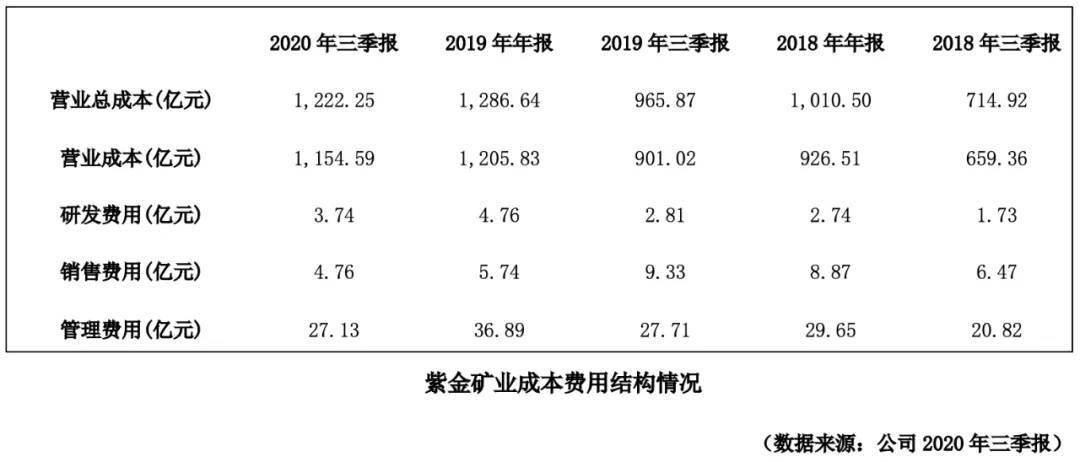 2020 年三季报 2019 年年报 2019 年三季报 2018 年年报 2018 年三季报
营业总成本(亿元) 1,222.25 1,286.64 965.87 1,010.50 714.92
营业成本(亿元) 1,154.59 1,205.83 901.02 926.51 659.36
研发费用(亿元) 3.74 4.76 2.81 2.74 1.73
销售费用(亿元) 4.76 5.74 9.33 8.87 6.47
管理费用(亿元) 27.13 36.89 27.71 29.65 20.82
紫金矿业成本费用结构情况
（数据来源：公司 2020 年三季报）